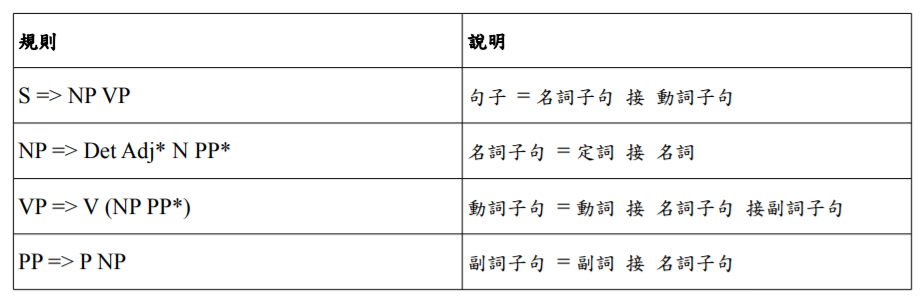 規則 說明
S => NP VP 句子 = 名詞子句 接 動詞子句
NP => Det Adj* N PP* 名詞子句 = 定詞 接 名詞
VP => V (NP PP*) 動詞子句 = 動詞 接 名詞子句 接副詞子句
PP => P NP 副詞子句 = 副詞 接 名詞子句